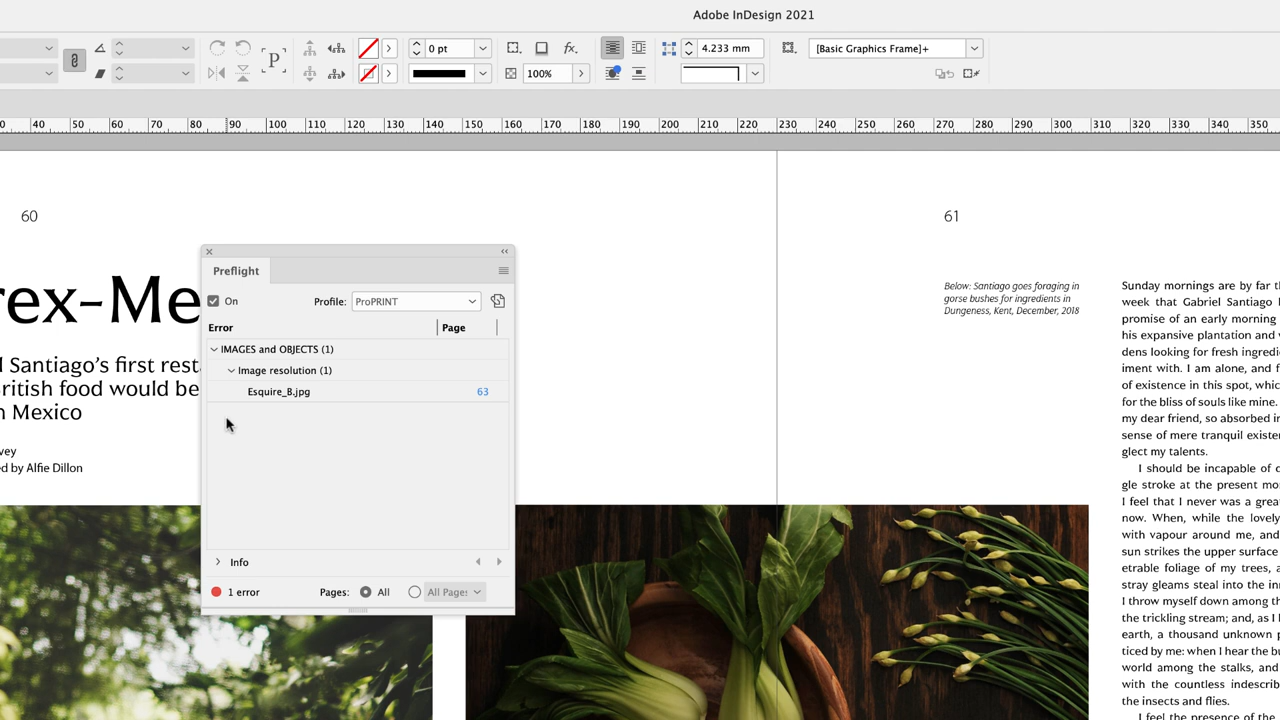 Adobe InDesign 2021
0 pt
4.233 mm
[Basic Graphics Frame]+
P
fx.
100%
40 50 60 70 80 90 100 110 120 130 140 150 160 170 180 190 200 210 220 230 240 250 260 270 280 290 300 310 320 330 340 350
60
61
rex-Me
l Santiago's first rest
British food would be
n Mexico
vey
ed by Alfie Dillon
Preflight
On
Profile:
ProPRINT
Error
Page
IMAGES and OBJECTS (1)
Image resolution (1)
Esquire_B.jpg
63
Info
1 error
Pages:
All
All Pages
Below: Santiago goes foraging in
gorse bushes for ingredients in
Dungeness, Kent, December, 2018
Sunday mornings are by far th
week that Gabriel Santiago l
promise of an early morning
his expansive plantation and v
dens looking for fresh ingredie
iment with. I am alone, and f
of existence in this spot, whic
for the bliss of souls like mine.
my dear friend, so absorbed in
sense of mere tranquil existen
glect my talents.
I should be incapable of d
gle stroke at the present mo
I feel that I never was a grea
now. When, while the lovely
with vapour around me, and
sun strikes the upper surface
etrable foliage of my trees, a
stray gleams steal into the inn
I throw myself down among th
the trickling stream; and, as I l
earth, a thousand unknown p
ticed by me: when I hear the bu
world among the stalks, and
with the countless indescrib
the insects and flies.
I feel the presence of the